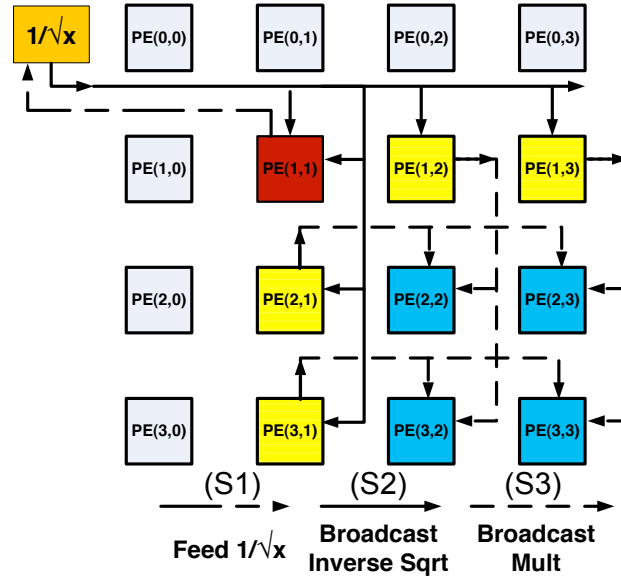 1/√x
PE(0,0) PE(0,1) PE(0,2) PE(0,3)
PE(1,0) PE(1,1) PE(1,2) PE(1,3)
PE(2,0) PE(2,1) PE(2,2) PE(2,3)
PE(3,0) PE(3,1) PE(3,2) PE(3,3)
(S1) (S2) (S3)
Feed 1/√x
Broadcast
Inverse Sqrt
Broadcast
Mult